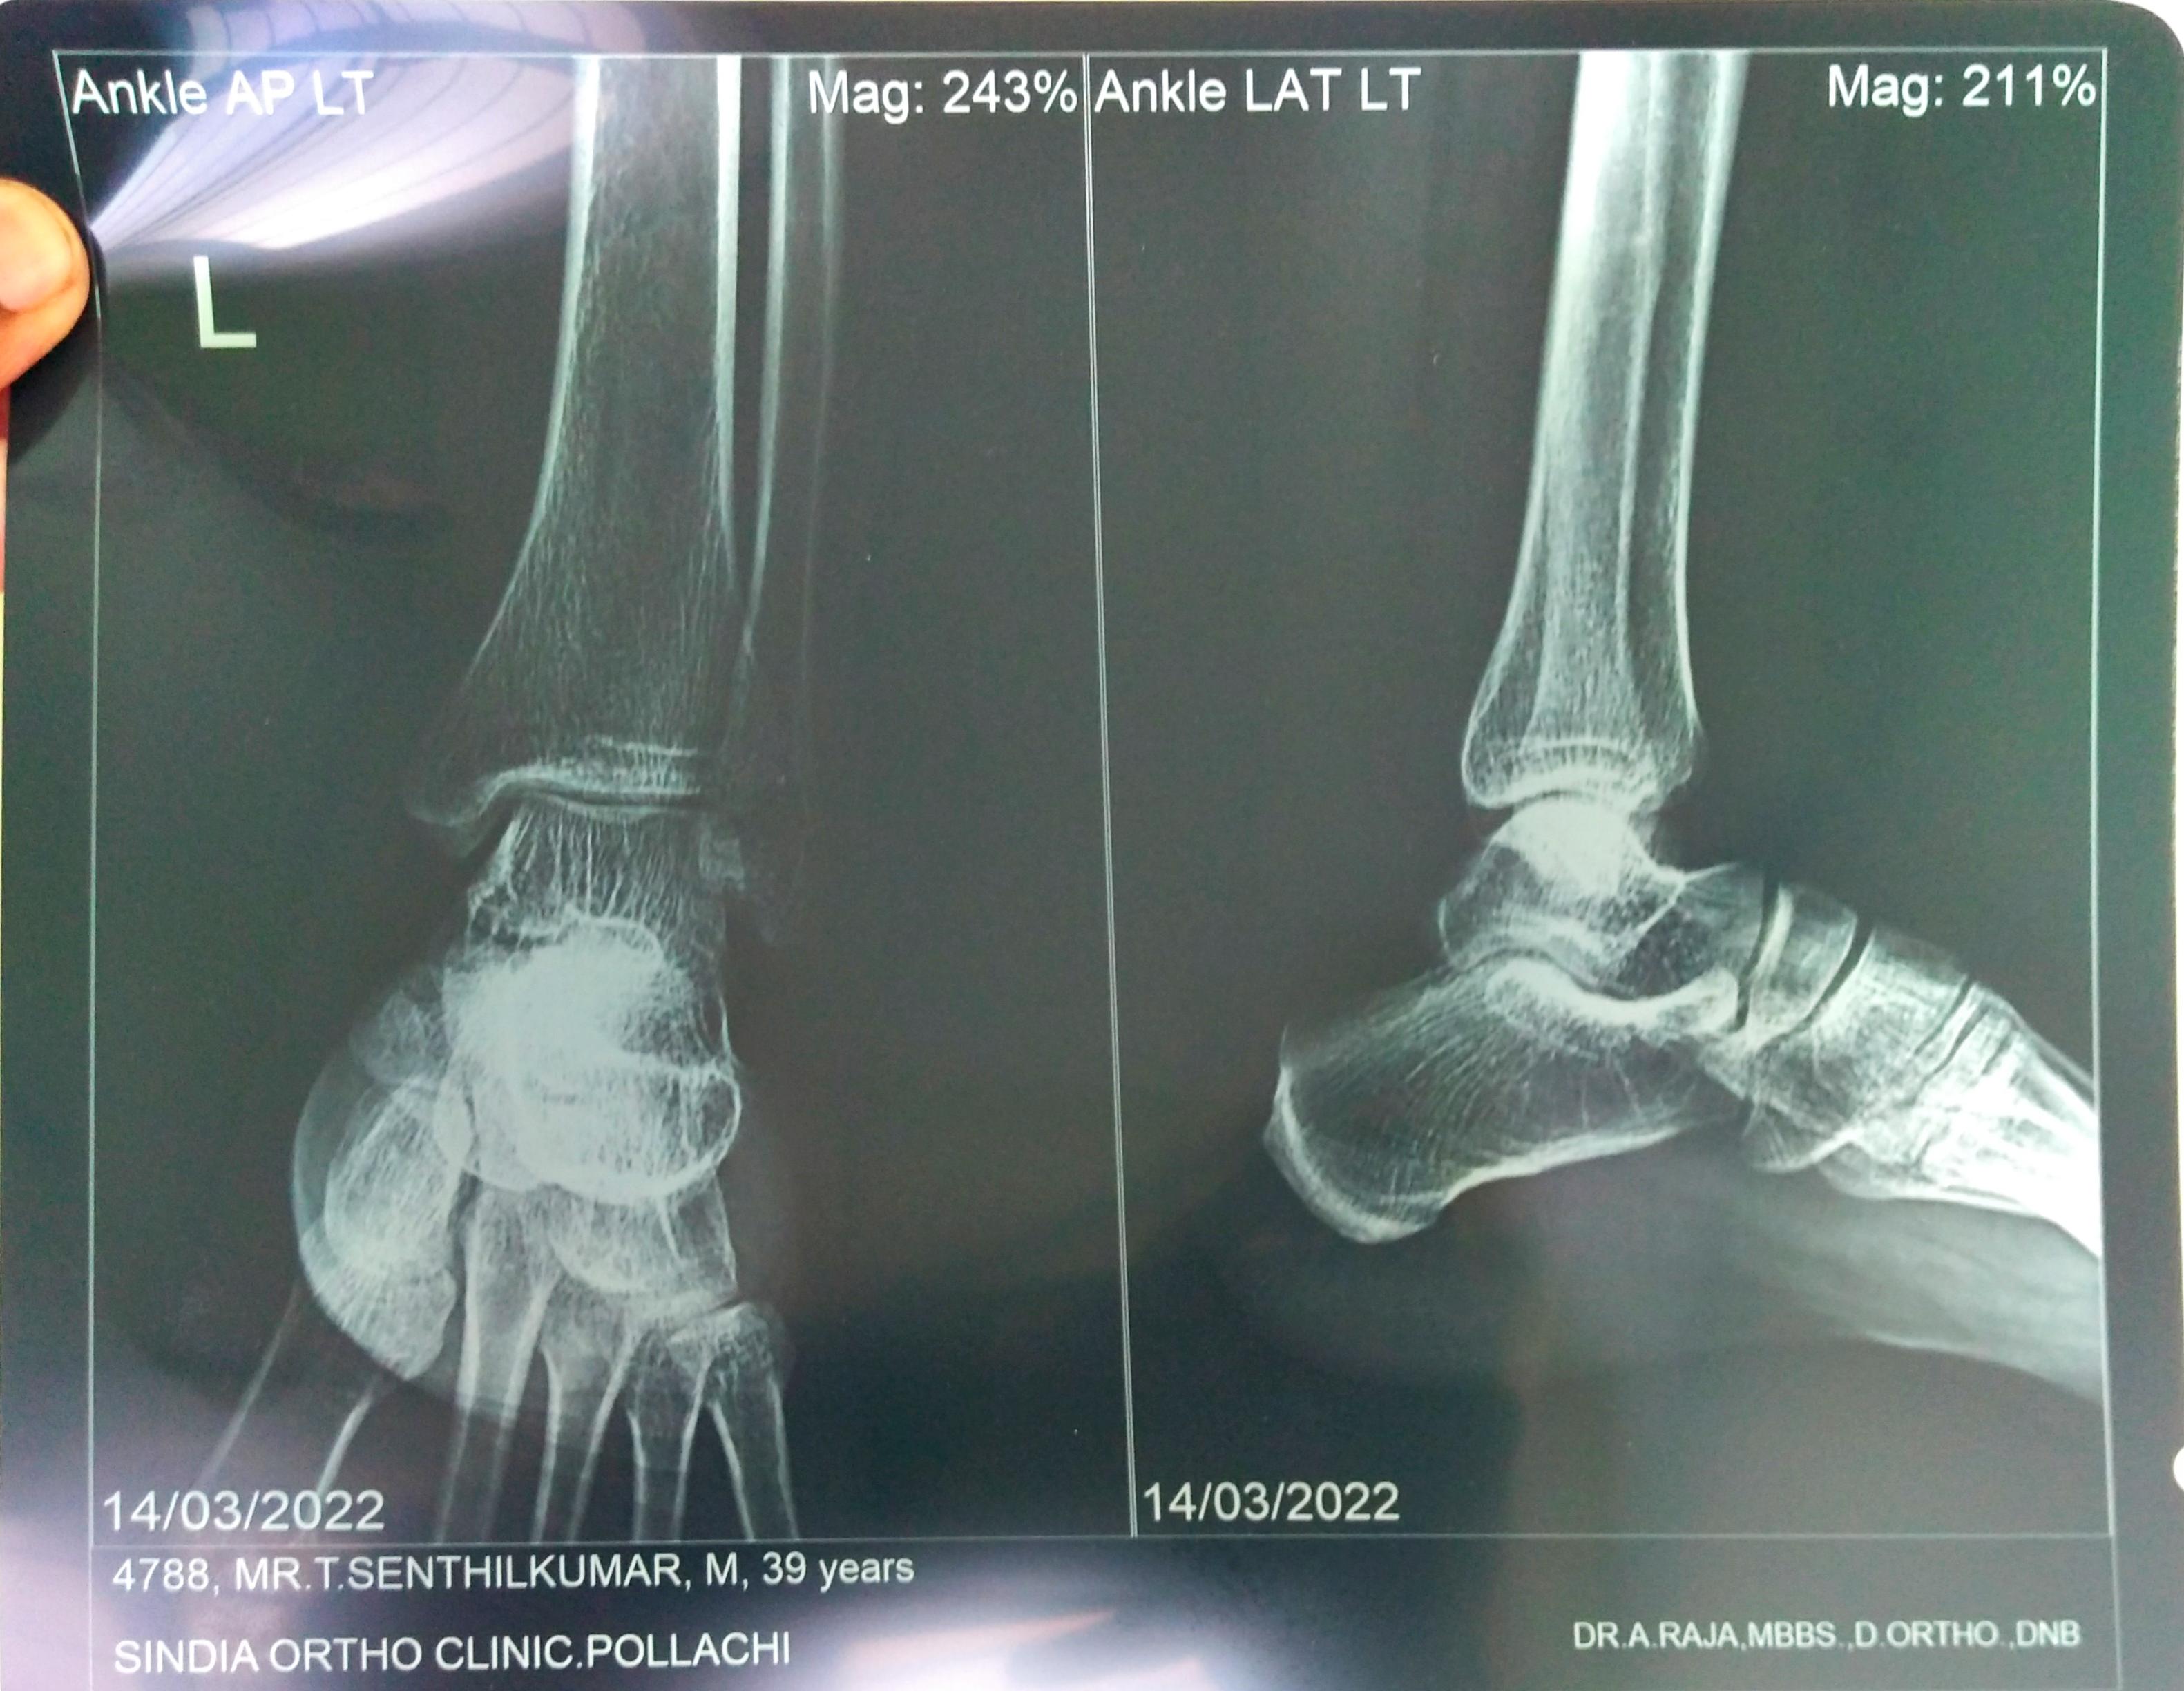 Ankle AP LT
Mag: 243%
L
14/03/2022
Ankle LAT LT
Mag: 211%
14/03/2022
4788, MR.T.SENTHILKUMAR, M, 39 years
SINDIA ORTHO CLINIC.POLLACHI
DR.A.RAJA,MBBS.,D.ORTHO.,DNB